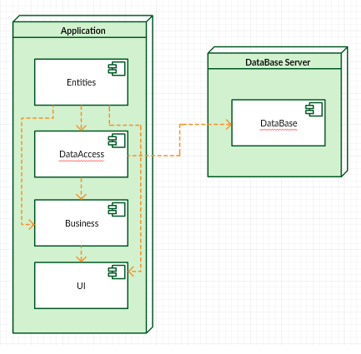 Application
Entities
DataAccess
Business
UI
DataBase Server
DataBase